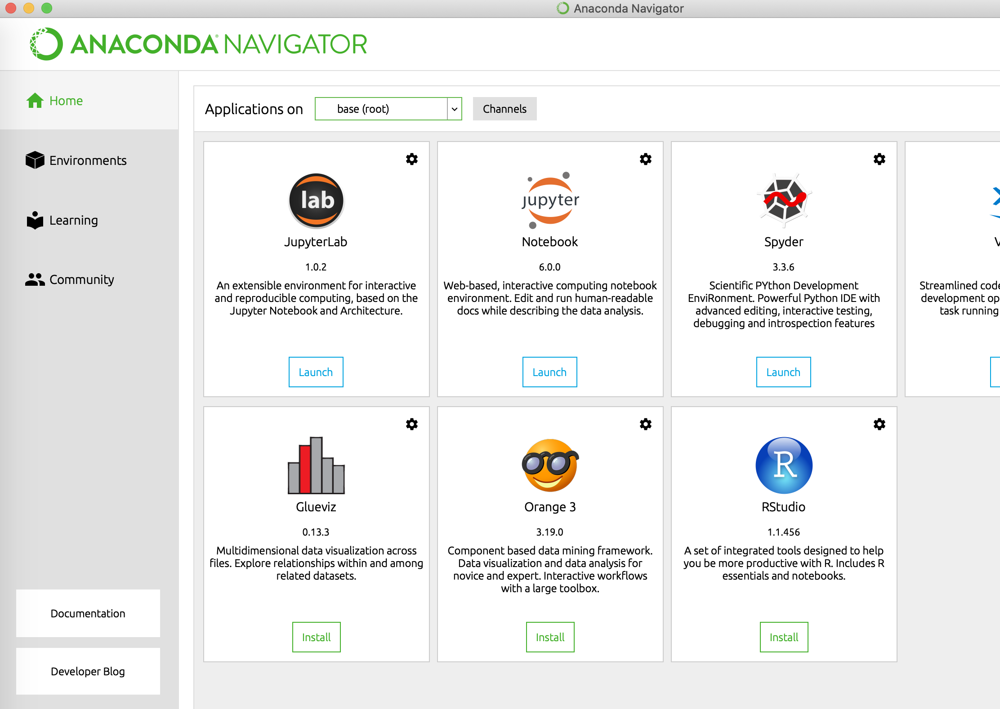 Anaconda Navigator
ANACONDA® NAVIGATOR
Home
Environments
Learning
Community
Documentation
Developer Blog
Applications on
base (root)
Channels
lab
JupyterLab
1.0.2
An extensible environment for interactive
and reproducible computing, based on the
Jupyter Notebook and Architecture.
Launch
jupyter
Notebook
6.0.0
Web-based, interactive computing notebook
environment. Edit and run human-readable
docs while describing the data analysis.
Launch
Spyder
3.3.6
Scientific PYthon Development
EnviRonment. Powerful Python IDE with
advanced editing, interactive testing,
debugging and introspection features
Launch
V
Streamlined code
development op
task running
Glueviz
0.13.3
Multidimensional data visualization across
files. Explore relationships within and among
related datasets.
Install
Orange 3
3.19.0
Component based data mining framework.
Data visualization and data analysis for
novice and expert. Interactive workflows
with a large toolbox.
Install
R
RStudio
1.1.456
A set of integrated tools designed to help
you be more productive with R. Includes R
essentials and notebooks.
Install